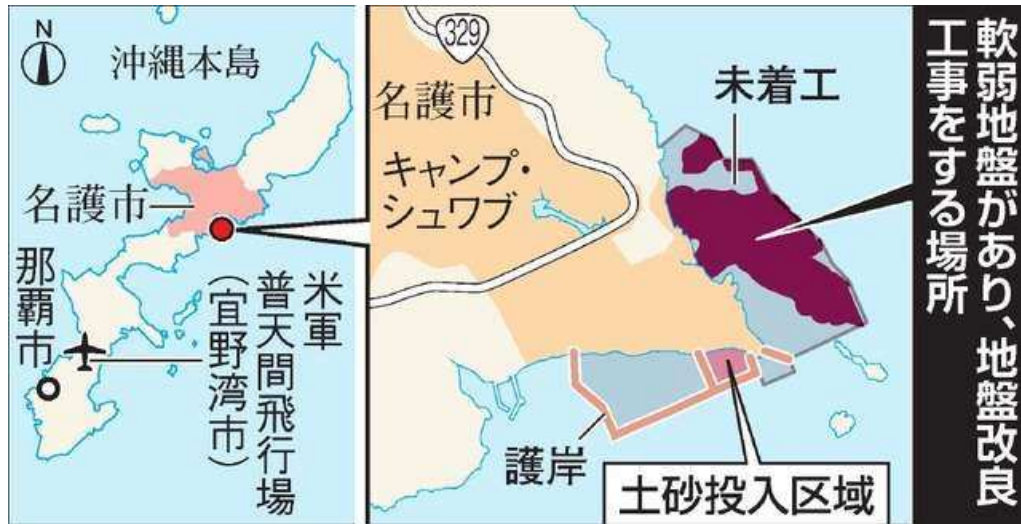 N
沖縄本島
名護市
那覇市
米軍
普天間飛行場
(宜野湾市)
329
名護市
キャンプ・
シュワブ
未着工
護岸
土砂投入区域
軟弱地盤があり、地盤改良
工事をする場所